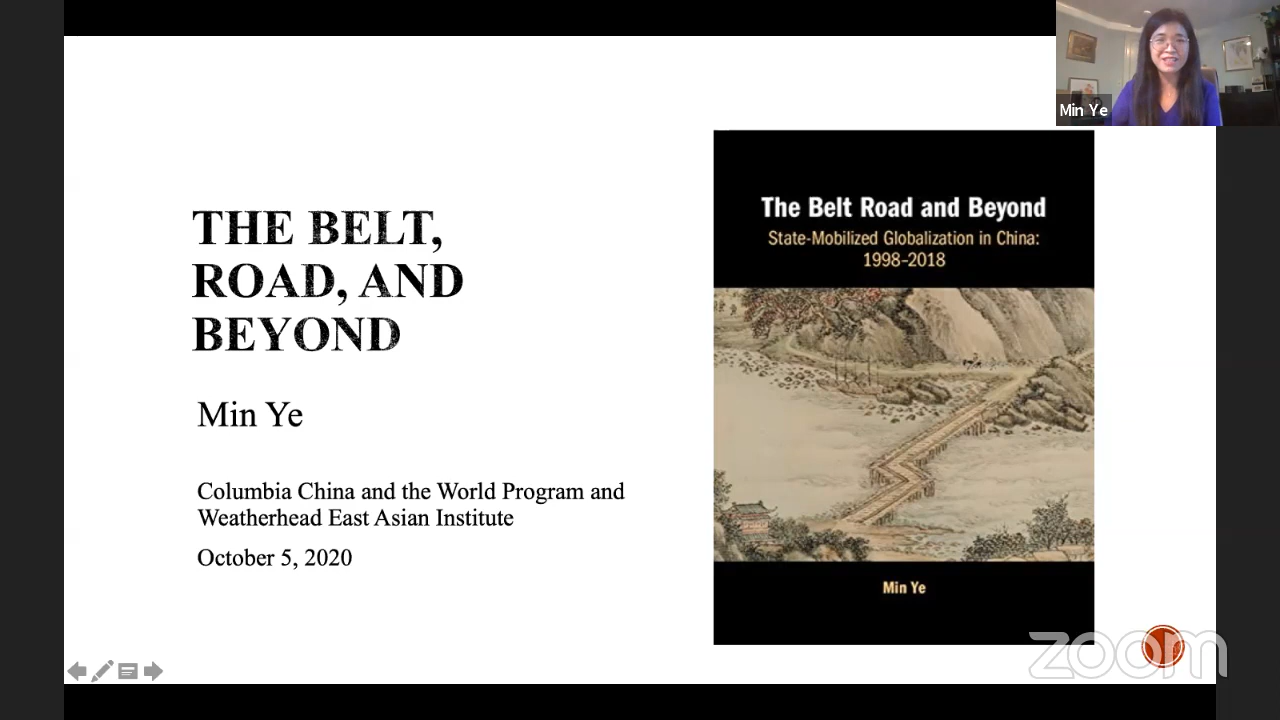 Min Ye
THE BELT,
ROAD, AND
BEYOND
Min Ye
Columbia China and the World Program and
Weatherhead East Asian Institute
October 5, 2020
The Belt Road and Beyond
State-Mobilized Globalization in China:
1998–2018
Min Ye
zoom